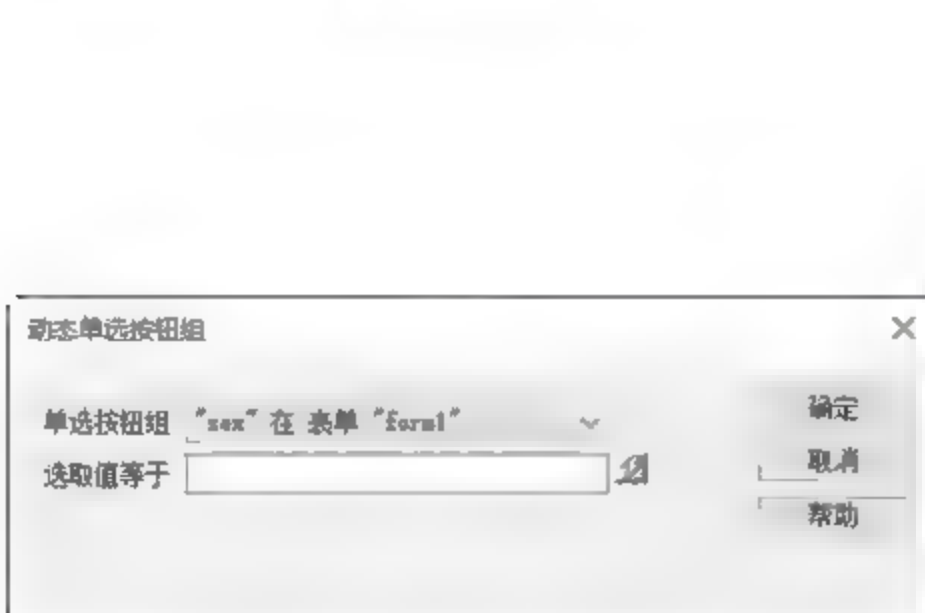 动态单选按钮组
单选按钮组 "sex" 在 表单 "form1"
选取值等于
确定
取消
帮助